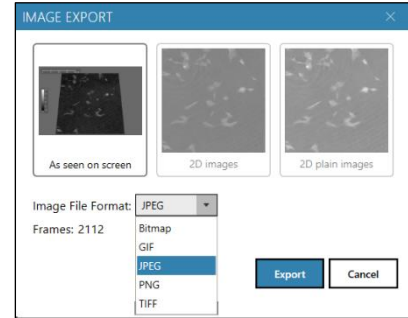 IMAGE EXPORT
As seen on screen
2D images
2D plain images
Image File Format: JPEG
Frames: 2112
Bitmap
GIF
JPEG
PNG
TIFF
Export
Cancel